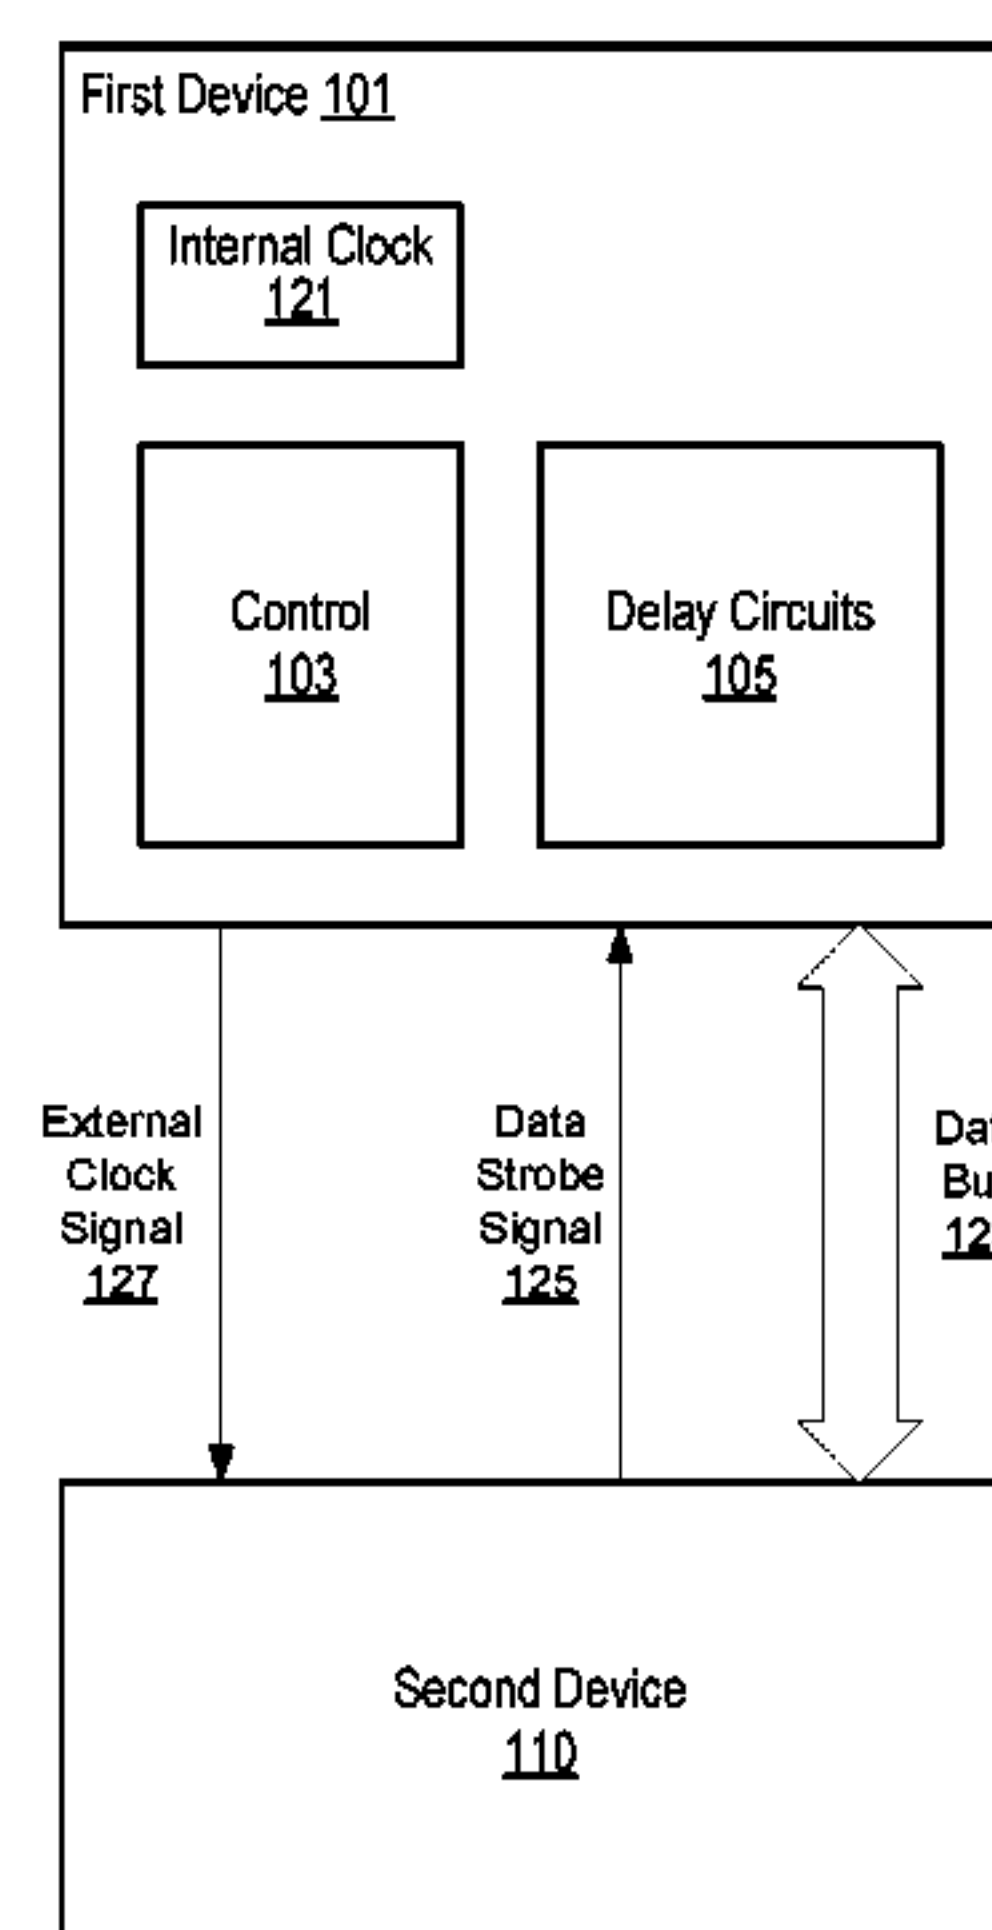 First Device 101
Internal Clock
121
Control
103
Delay Circuits
105
External
Clock
Signal
127
Data
Strobe
Signal
125
Second Device
110